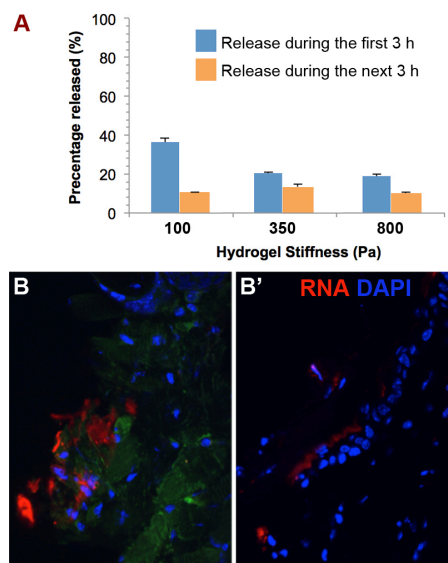 A
100
80
60
40
20
0
Precentage released (%)
Release during the first 3 h
Release during the next 3 h
100 350 800
Hydrogel Stiffness (Pa)
B
B’ RNA DAPI